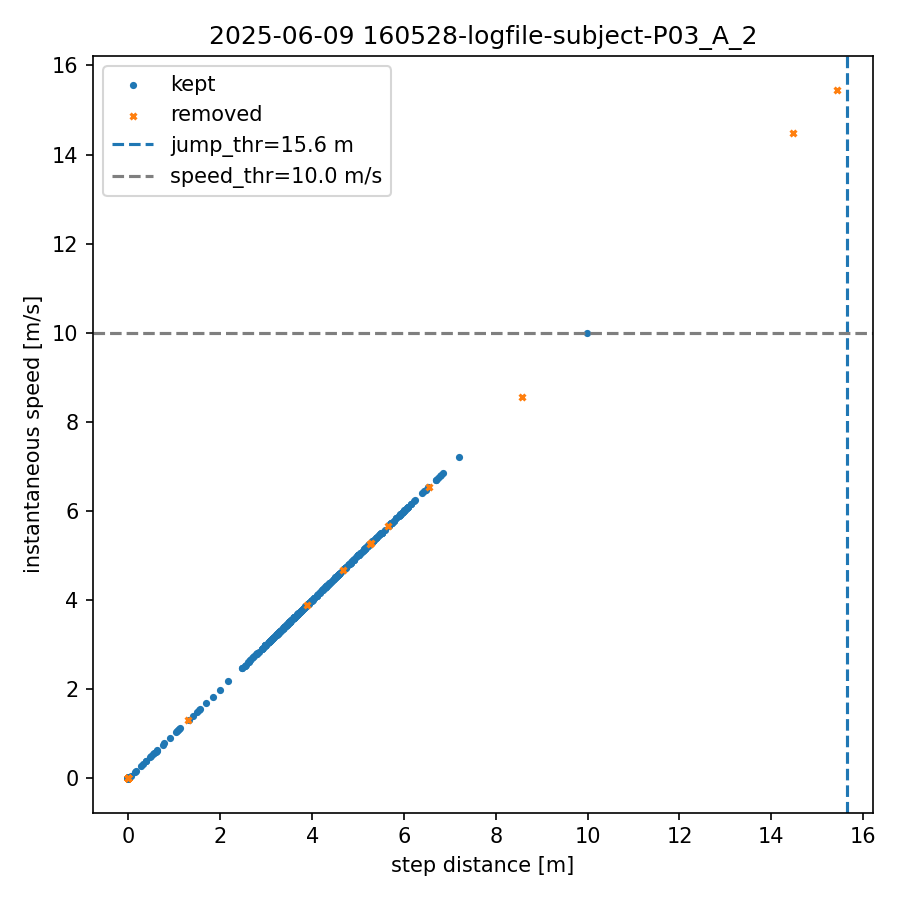 2025-06-09 160528-logfile-subject-P03_A_2
16
14
12
10
8
6
4
2
0
instantaneous speed [m/s]
kept
removed
jump_thr=15.6 m
speed_thr=10.0 m/s
0 2 4 6 8 10 12 14 16
step distance [m]